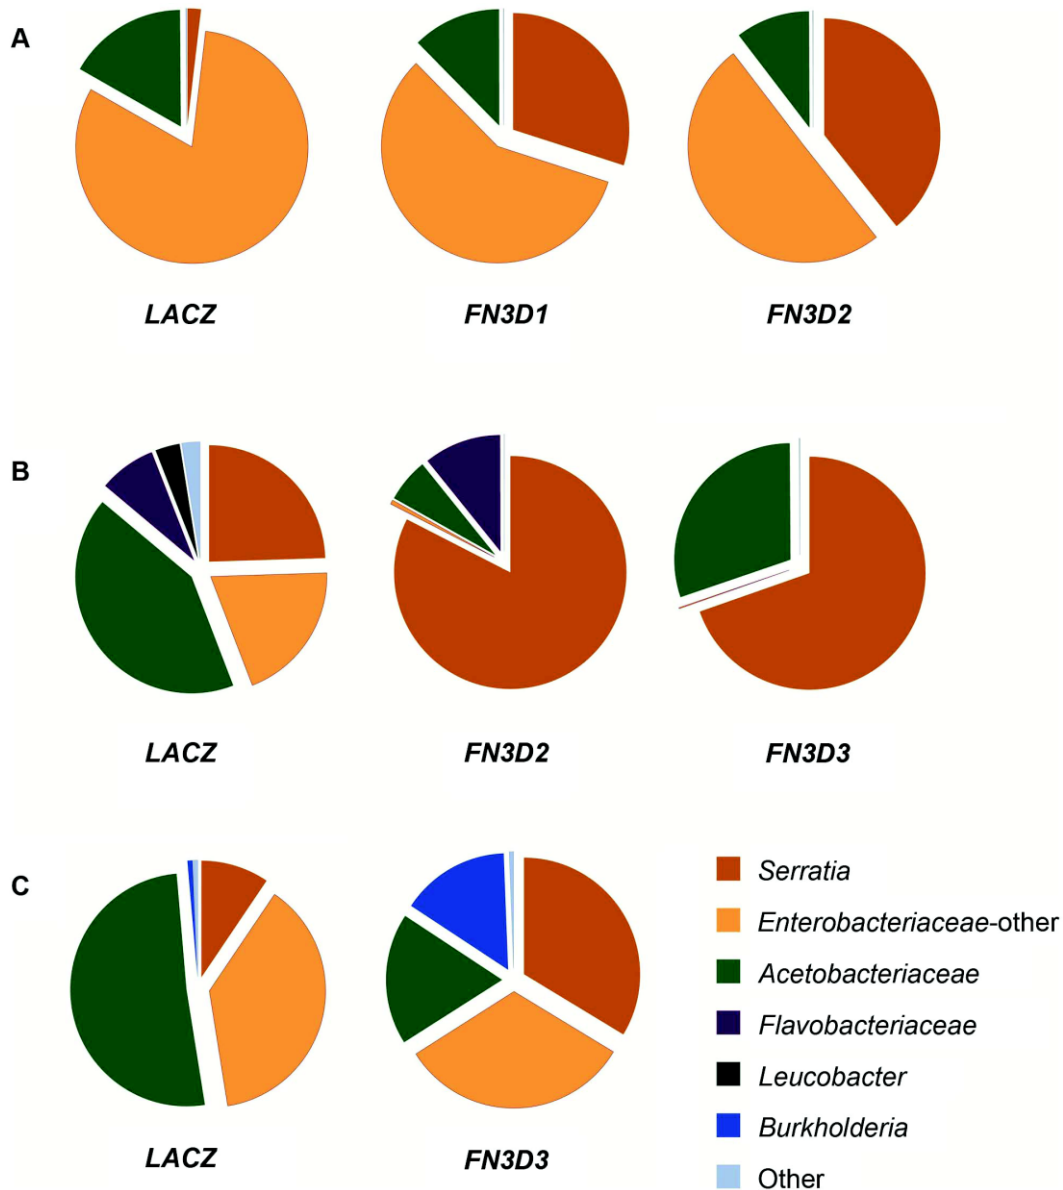 A
LACZ
FN3D1
FN3D2
B
LACZ
FN3D2
FN3D3
C
Serratia
Enterobacteriaceae-other
Acetobacteriaceae
Flavobacteriaceae
Leucobacter
Burkholderia
Other
LACZ
FN3D3